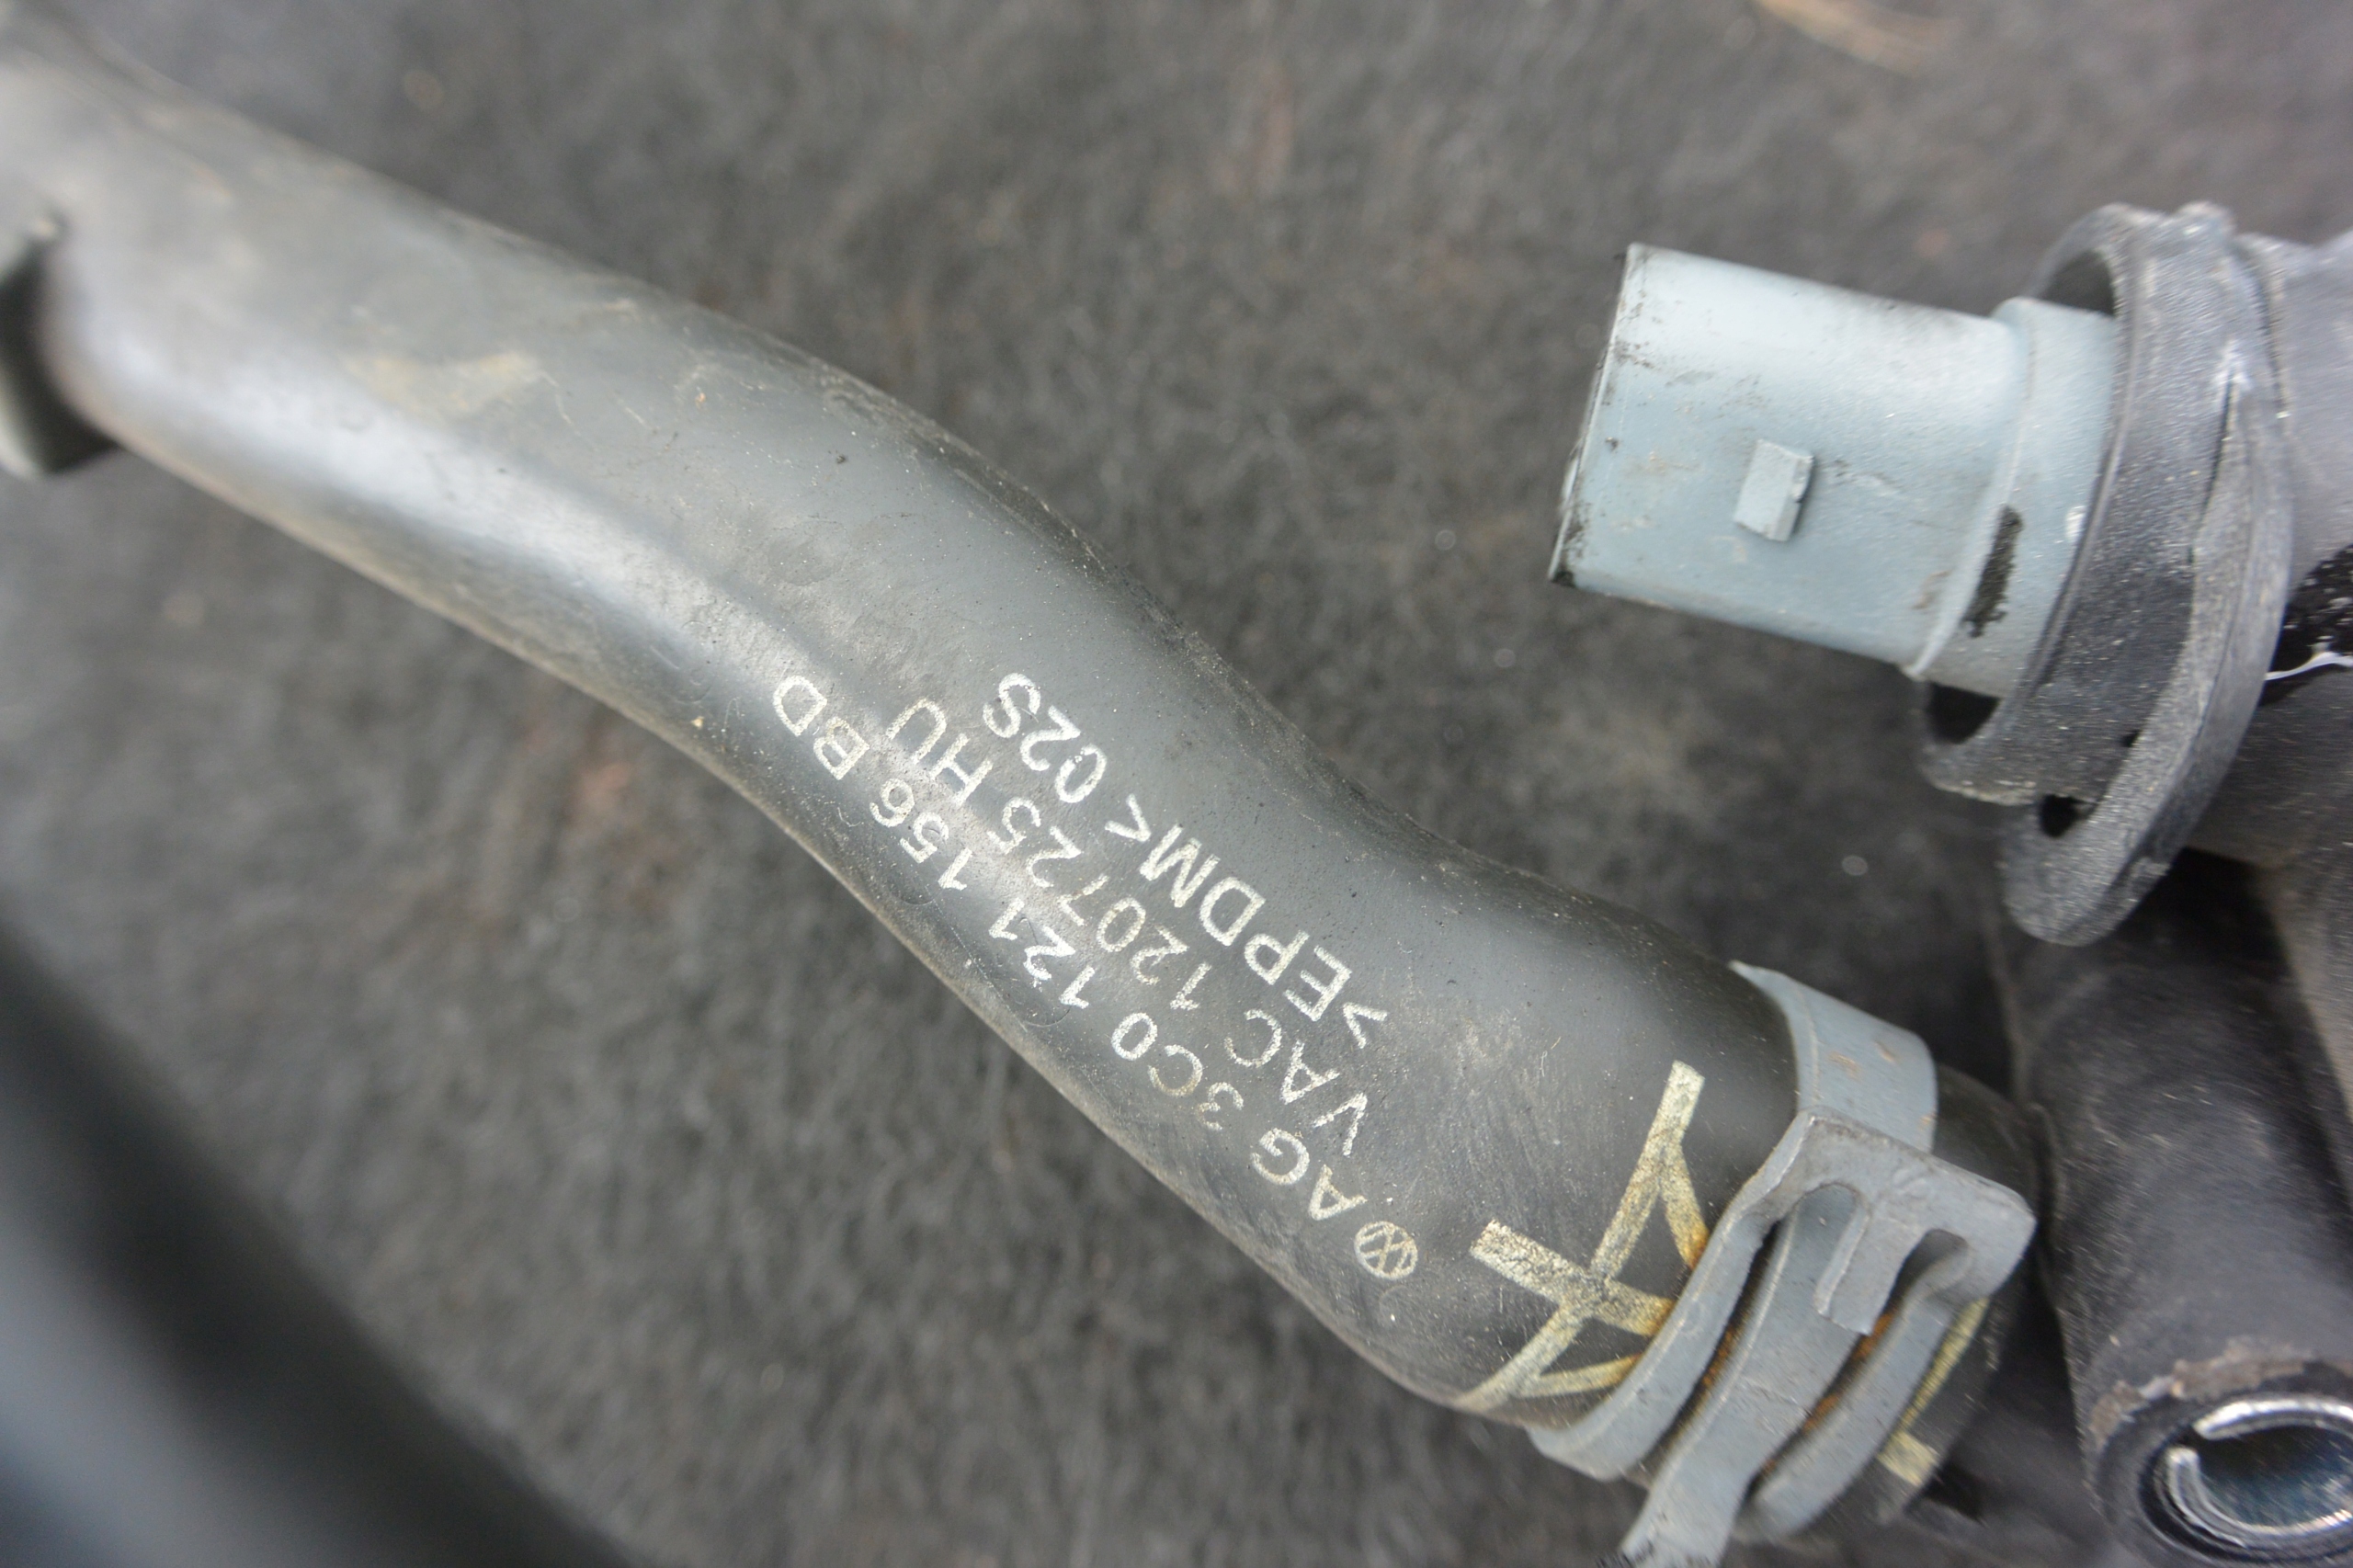 AG 3C0 121 156 BD
VAC 120725 HU
>EPDM< 02S